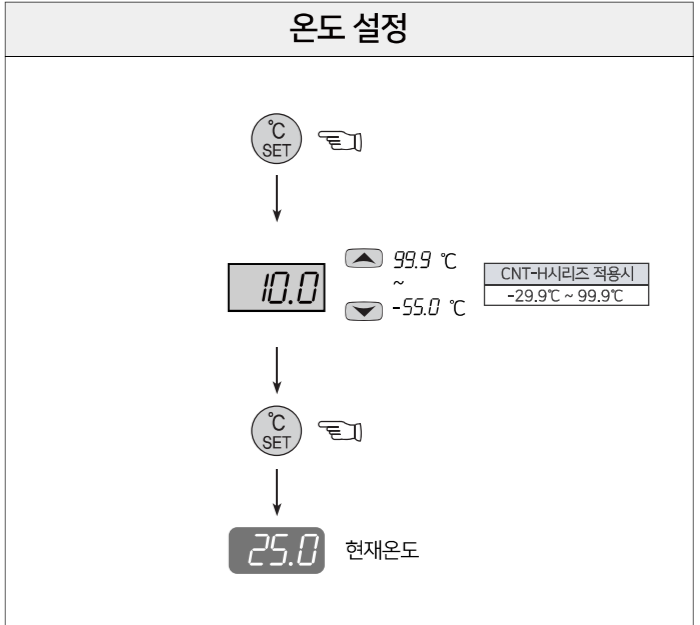 온도 설정
℃
SET
10.0
99.9 ℃
~
-55.0 ℃
CNT-H시리즈 적용시
-29.9℃ ~ 99.9℃
℃
SET
25.0 현재온도